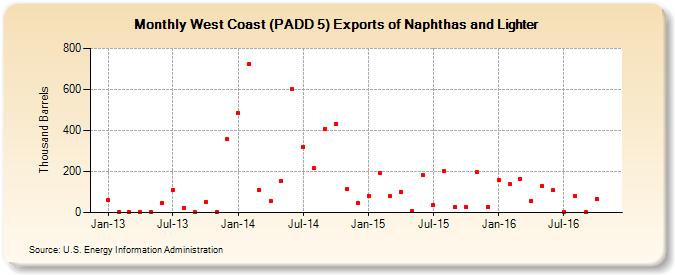 Monthly West Coast (PADD 5) Exports of Naphthas and Lighter
Thousand Barrels
800
600
400
200
0
Jan-13 Jul-13 Jan-14 Jul-14 Jan-15 Jul-15 Jan-16 Jul-16
Source: U.S. Energy Information Administration